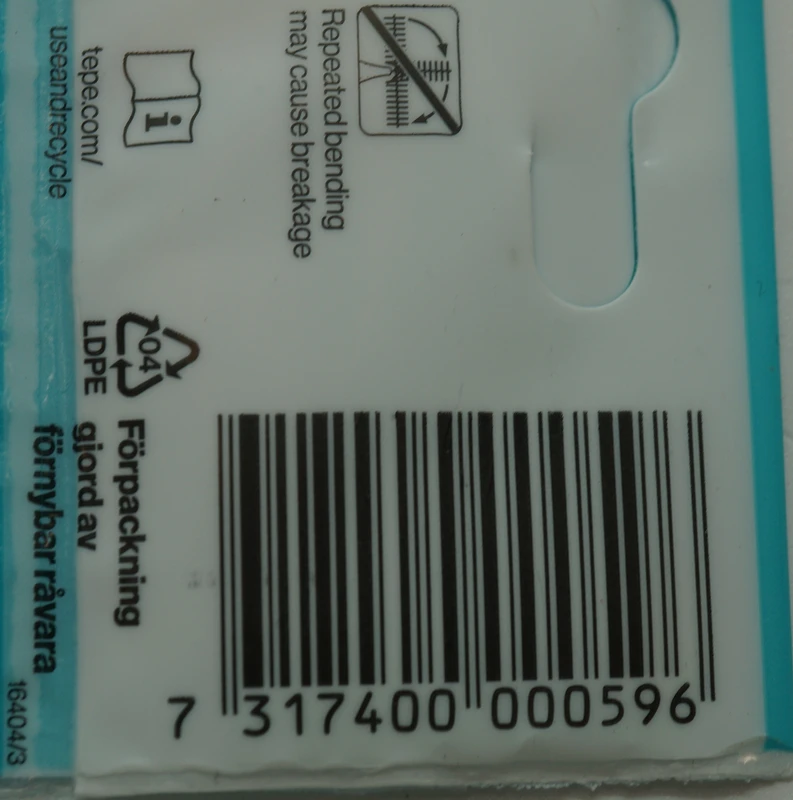 Repeated bending
may cause breakage
i
tepe.com/
useandrecycle
04
LDPE
Förpackning
gjord av
förnybar råvara
16404/3
7 317400 000596